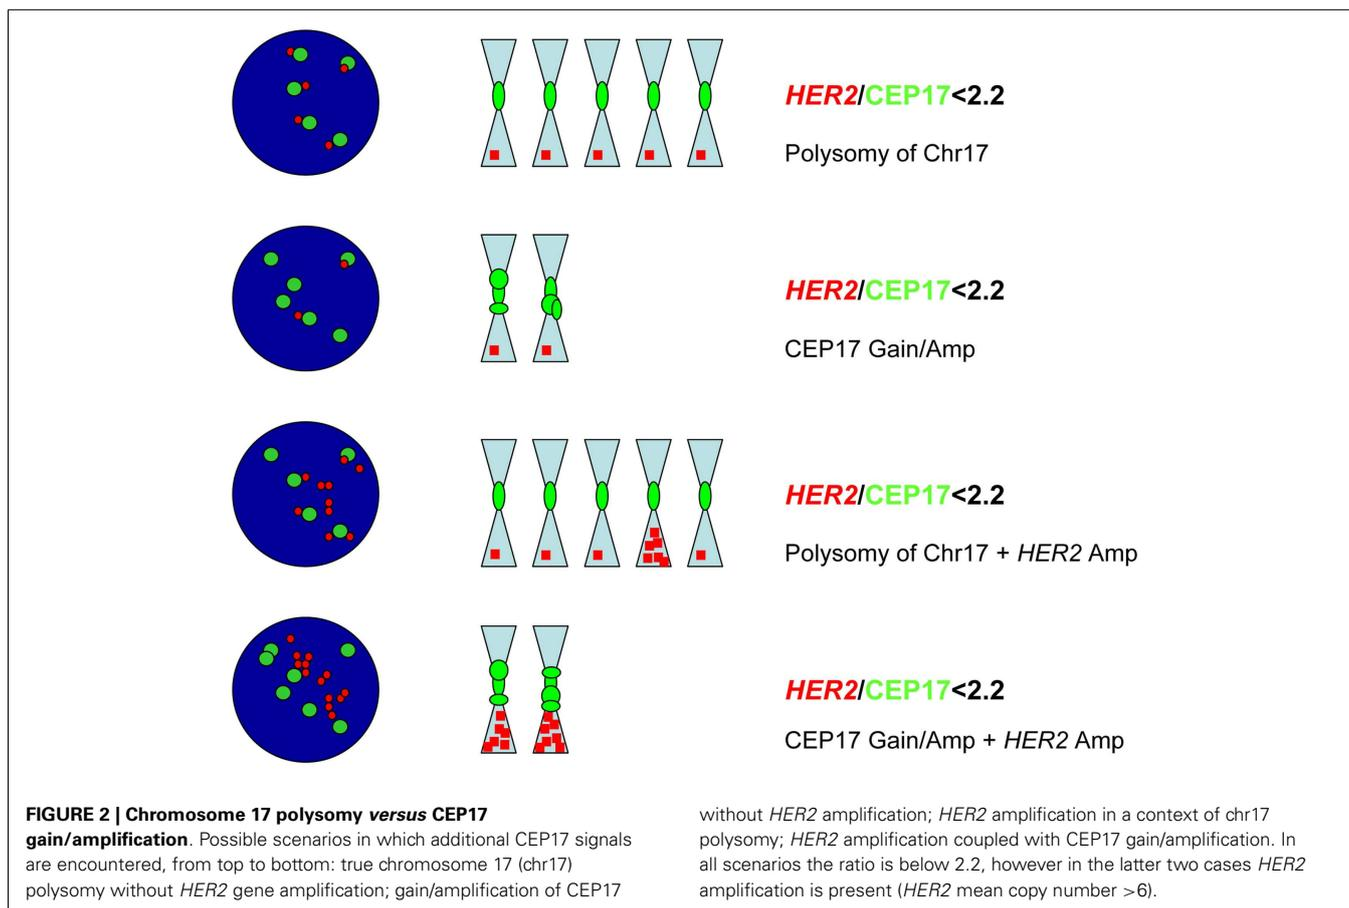 HER2/CEP17<2.2
Polysomy of Chr17
HER2/CEP17<2.2
CEP17 Gain/Amp
HER2/CEP17<2.2
Polysomy of Chr17 + HER2 Amp
HER2/CEP17<2.2
CEP17 Gain/Amp + HER2 Amp
FIGURE 2 | Chromosome 17 polysomy versus CEP17
gain/amplification. Possible scenarios in which additional CEP17 signals
are encountered, from top to bottom: true chromosome 17 (chr17)
polysomy without HER2 gene amplification; gain/amplification of CEP17
without HER2 amplification; HER2 amplification in a context of chr17
polysomy; HER2 amplification coupled with CEP17 gain/amplification. In
all scenarios the ratio is below 2.2, however in the latter two cases HER2
amplification is present (HER2 mean copy number >6).